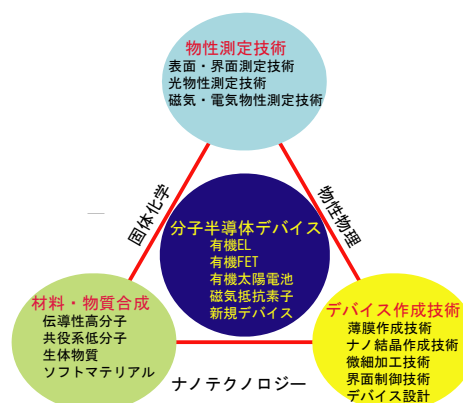 物性測定技術
表面・界面測定技術
光物性測定技術
磁気・電気物性測定技術
固体化学
物性物理
分子半導体デバイス
有機EL
有機FET
有機太陽電池
磁気抵抗素子
新規デバイス
材料・物質合成
伝導性高分子
共役系低分子
生体物質
ソフトマテリアル
デバイス作成技術
薄膜作成技術
ナノ結晶作成技術
微細加工技術
界面制御技術
デバイス設計
ナノテクノロジー